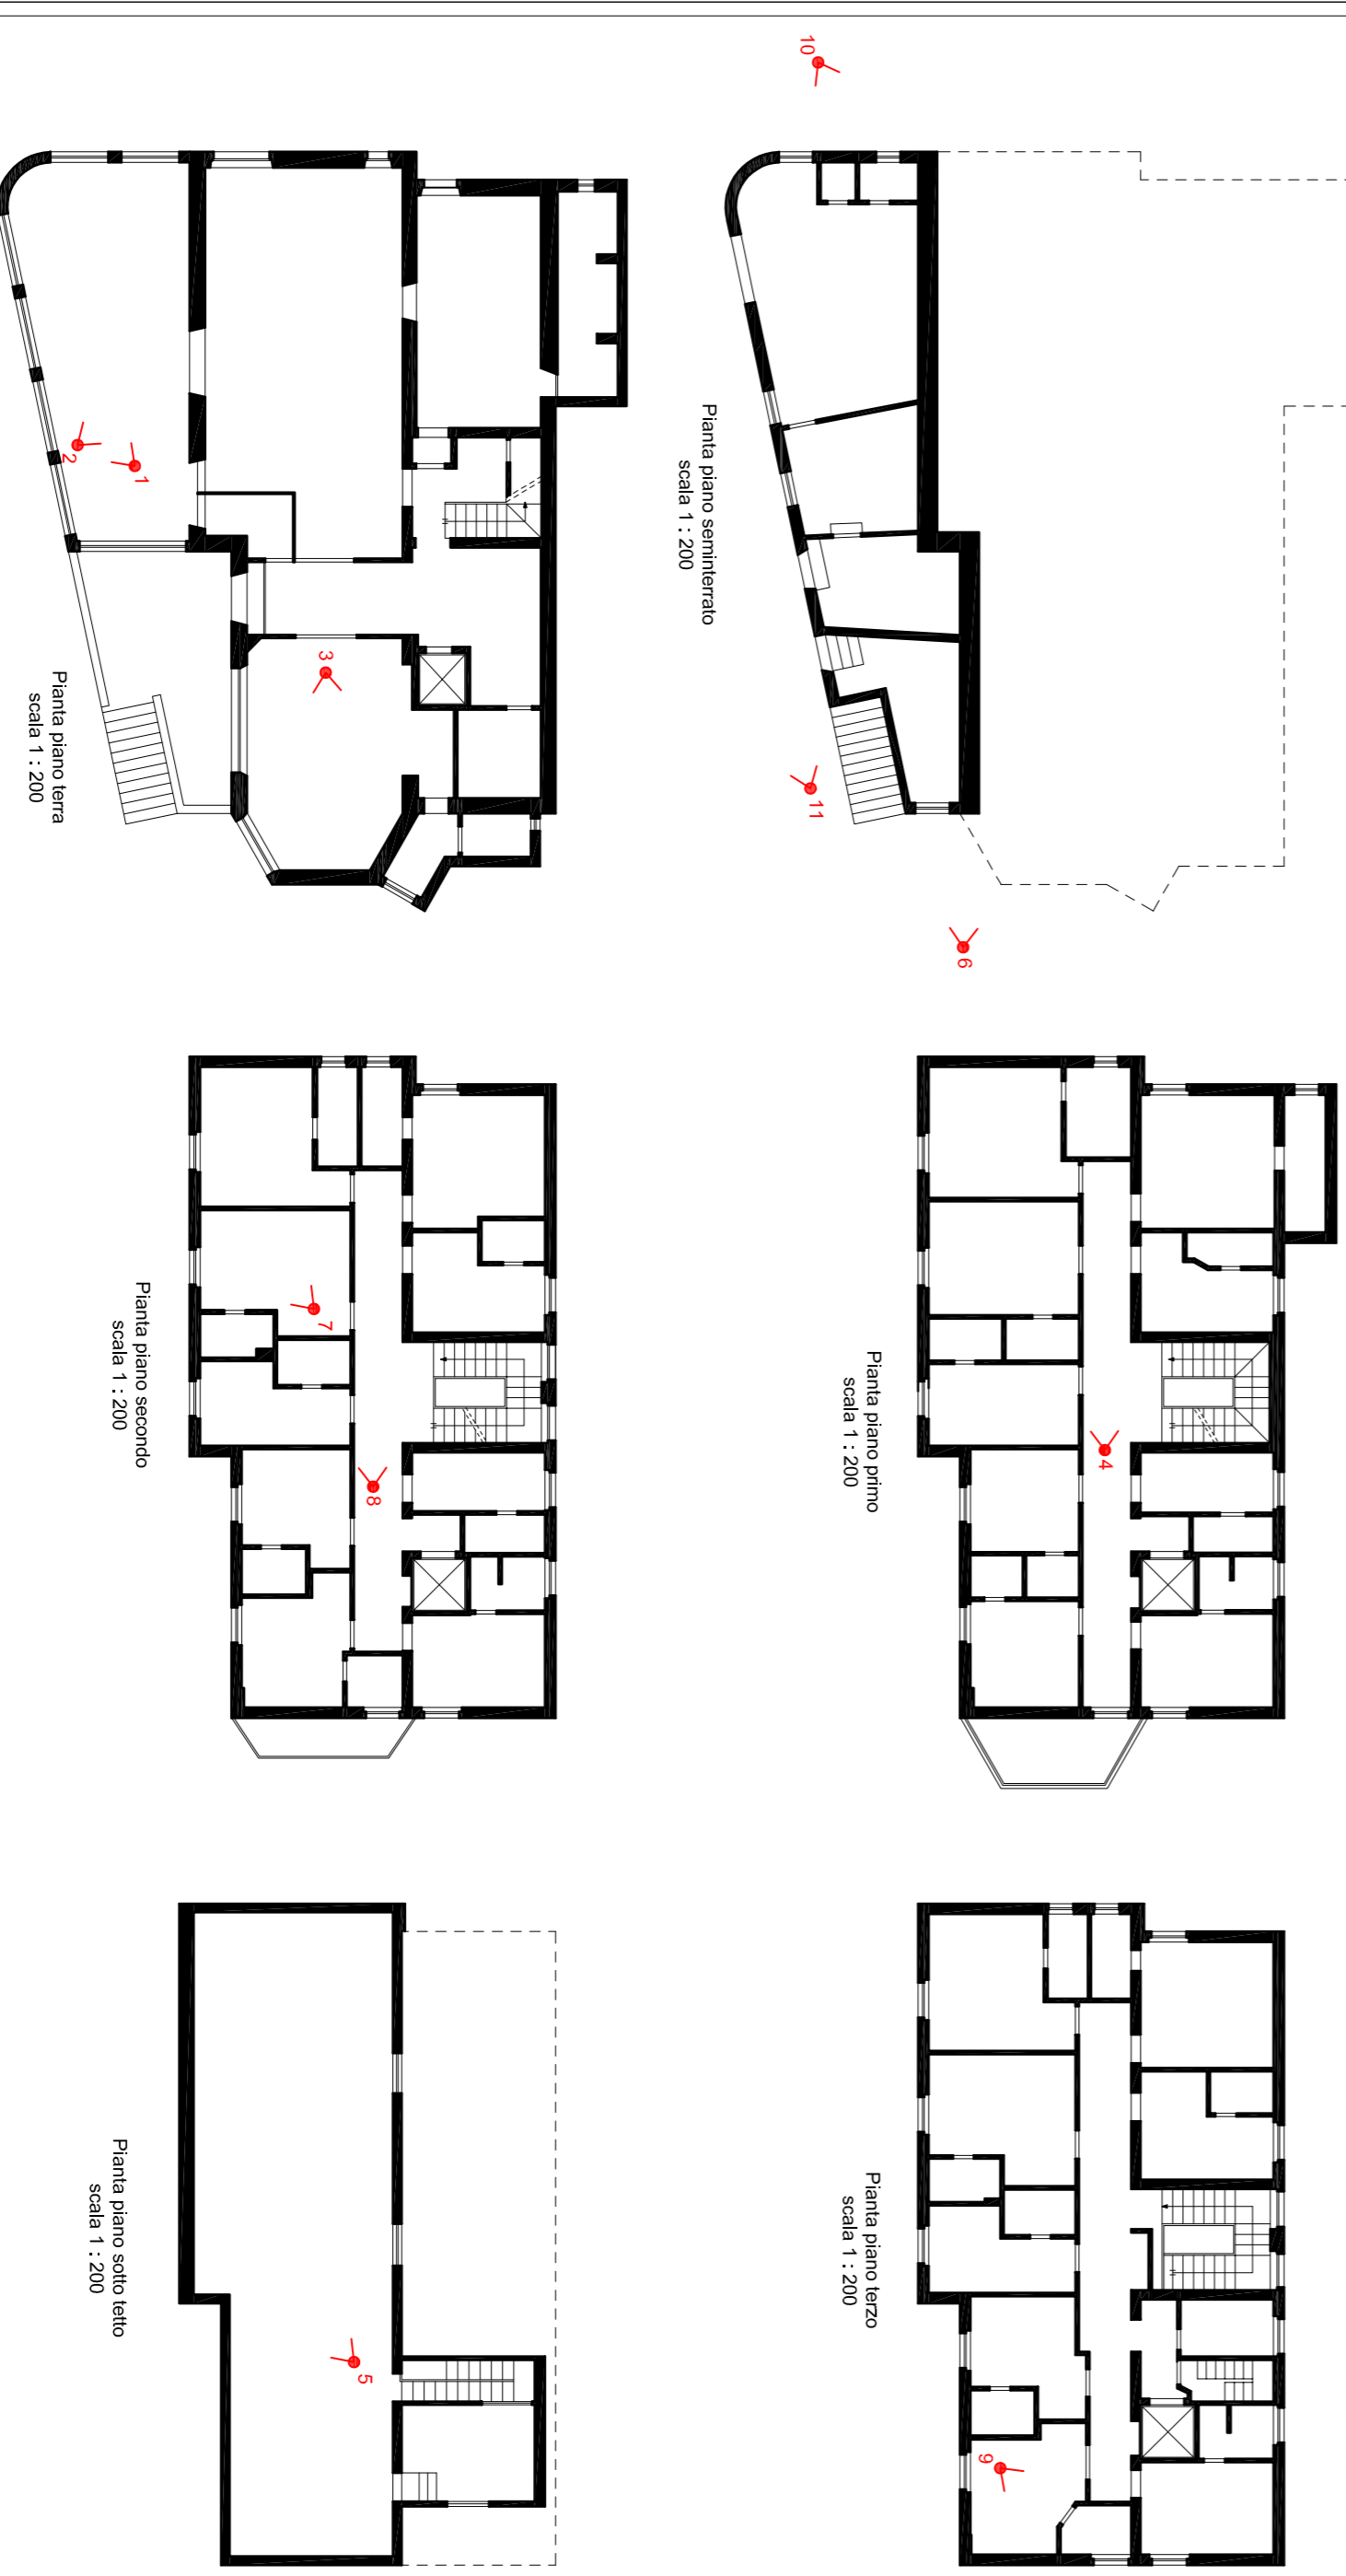 10
11
6
Pianta piano seminterrato
scala 1 : 200
4
Pianta piano primo
scala 1 : 200
9
Pianta piano terzo
scala 1 : 200
1
2
3
Pianta piano terra
scala 1 : 200
7
8
Pianta piano secondo
scala 1 : 200
5
Pianta piano sotto tetto
scala 1 : 200